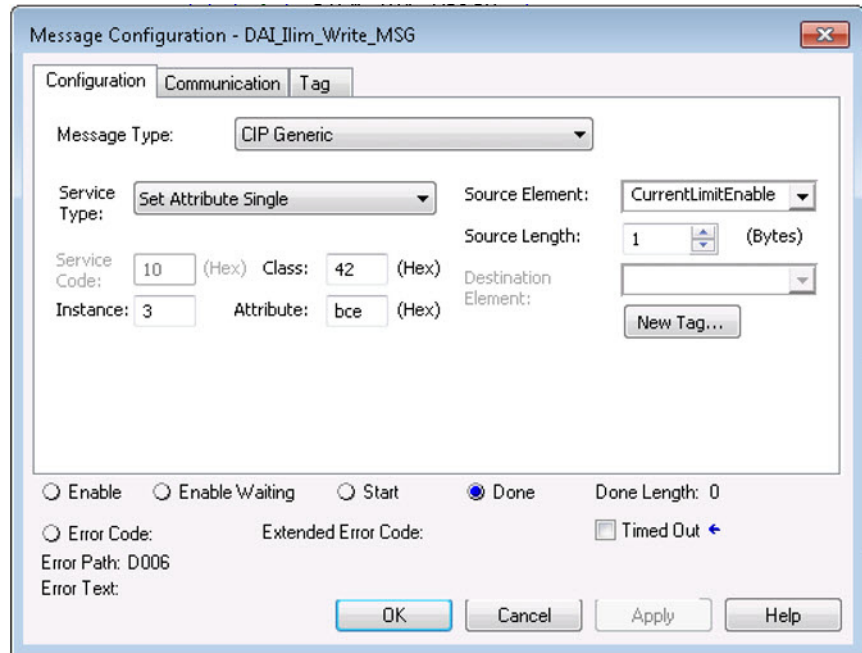 Message Configuration - DAI_Ilim_Write_MSG
Configuration Communication Tag
Message Type: CIP Generic
Service Type: Set Attribute Single
Source Element: CurrentLimitEnable
Source Length: 1 (Bytes)
Service Code: 10 (Hex) Class: 42 (Hex)
Destination Element:
Instance: 3 Attribute: bce (Hex)
New Tag...
Enable Enable Waiting Start Done Done Length: 0
Error Code: Extended Error Code: Timed Out
Error Path: D006
Error Text:
OK Cancel Apply Help